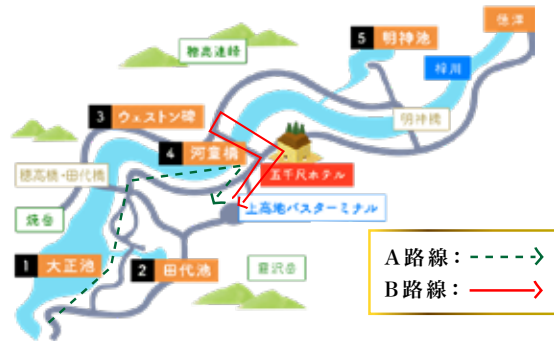 徳澤
5 明神池
穂高連峰
梓川
3 ウェストン碑
明神橋
4 河童橋
穂高橋・田代橋
五千尺ホテル
上高地バスターミナル
焼岳
1 大正池
2 田代池
霞沢岳
A路線：
B路線：